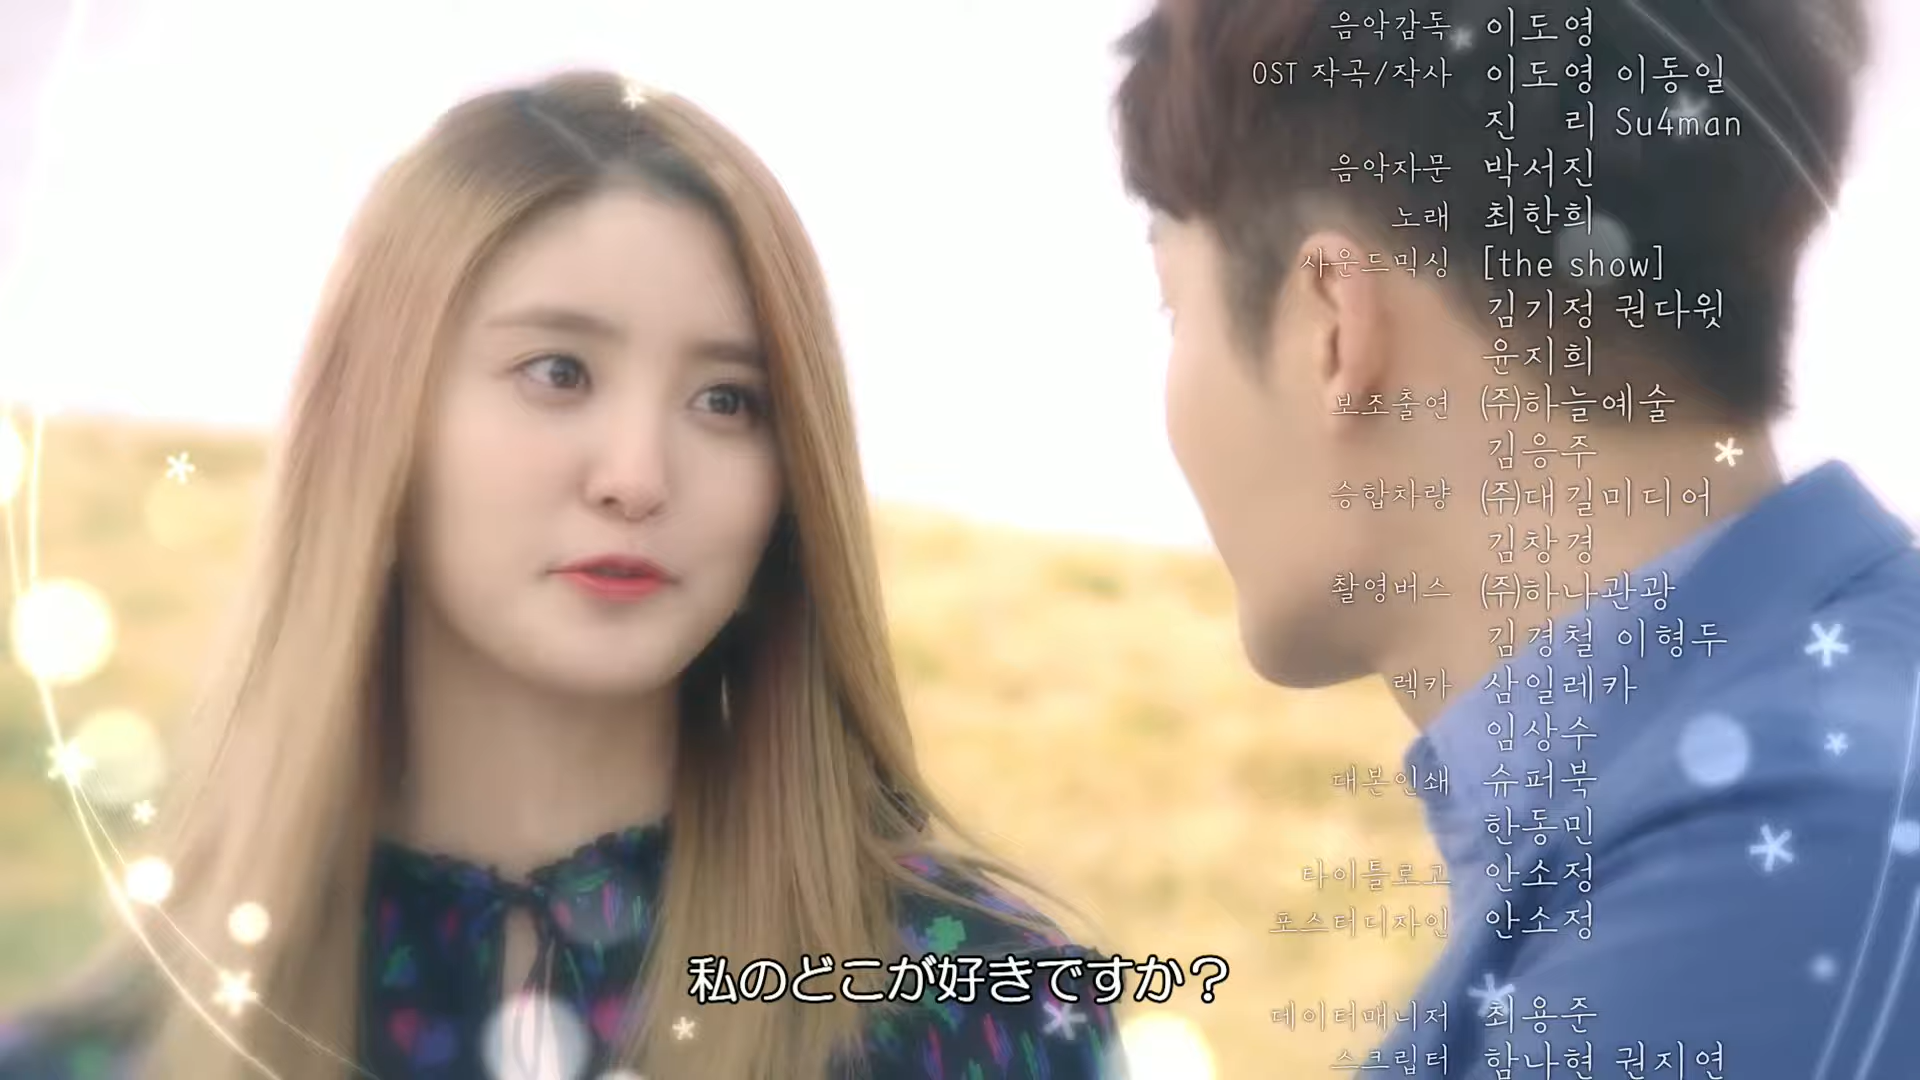 음악감독 이도영
OST 작곡/작사 이도영 이동일
진 리 Su4man
음악자문 박서진
노래 최한희
사운드믹싱 [the show]
김기정 권다윗
윤지희
보조출연 ㈜하늘예술
김응주
승합차량 ㈜대길미디어
김창경
촬영버스 ㈜하나관광
김경철 이형두
렉카 삼일레카
임상수
대본인쇄 슈퍼북
한동민
타이틀로고 안소정
포스터디자인 안소정
私のどこが好きですか?
데이터매니저 최용준
스크립터 함나현 권지연